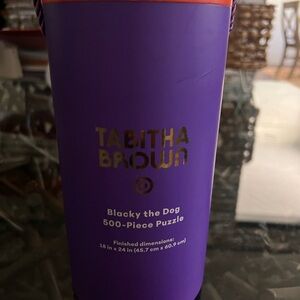 TABITHA
BROWN
Blacky the Dog
500-Piece Puzzle
Finished dimensions:
18 in x 24 in (45.7 cm x 60.9 cm)